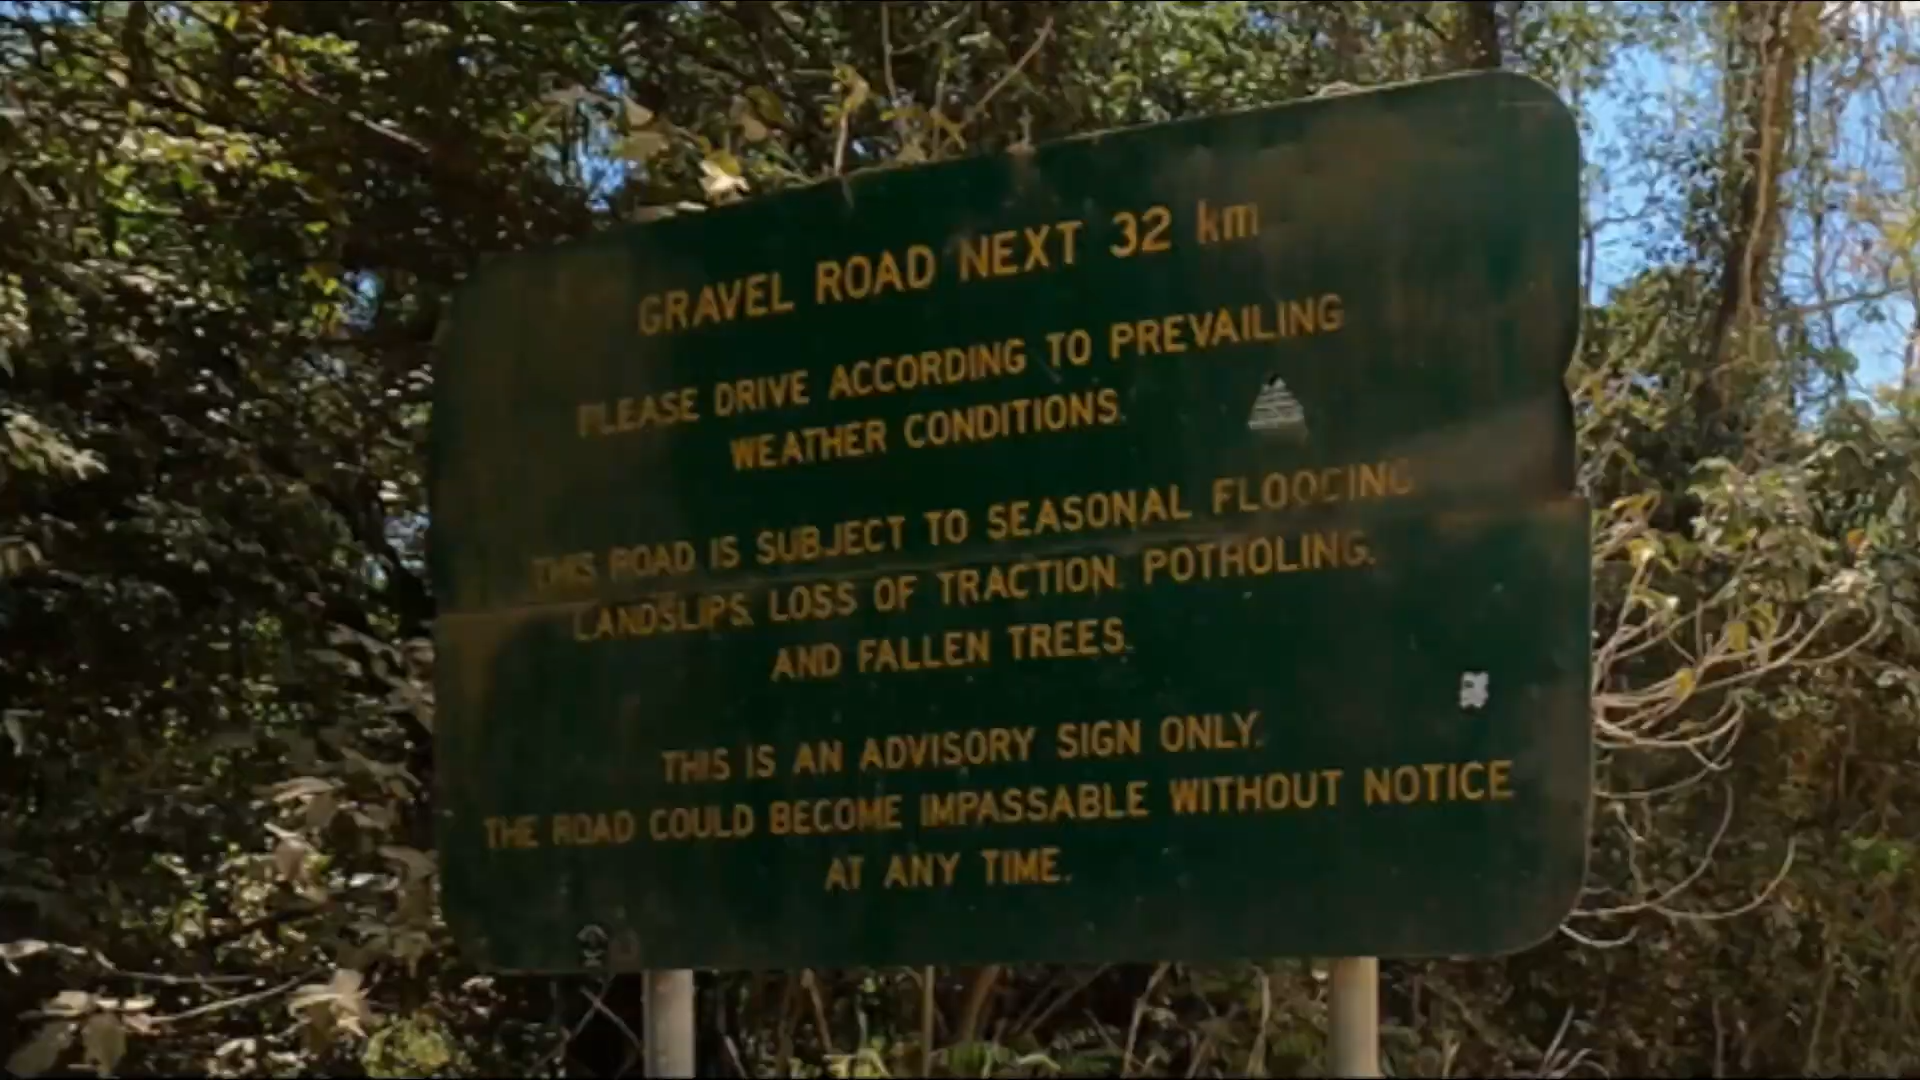 GRAVEL ROAD NEXT 32 km
PLEASE DRIVE ACCORDING TO PREVAILING
WEATHER CONDITIONS.
THIS ROAD IS SUBJECT TO SEASONAL FLOODING
LANDSLIPS, LOSS OF TRACTION, POTHOLING,
AND FALLEN TREES.
THIS IS AN ADVISORY SIGN ONLY.
THE ROAD COULD BECOME IMPASSABLE WITHOUT NOTICE
AT ANY TIME.